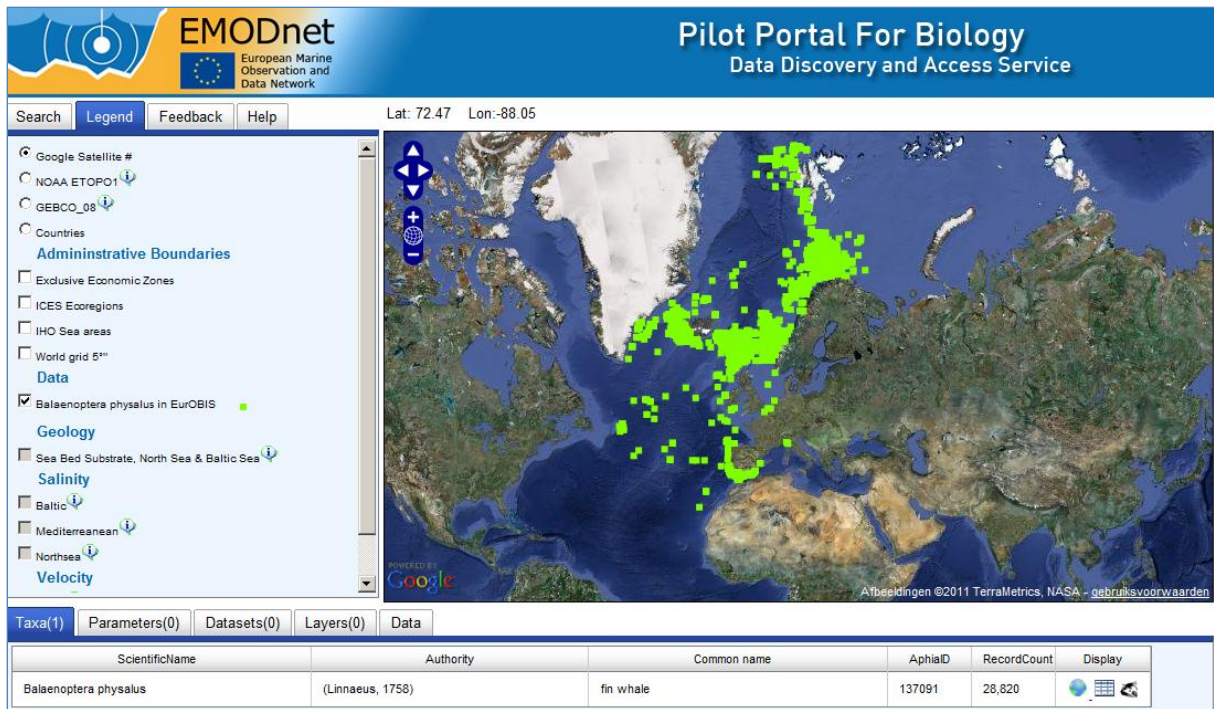 EMODnet
European Marine
Observation and
Data Network
Pilot Portal For Biology
Data Discovery and Access Service
Search Legend Feedback Help
Lat: 72.47 Lon:-88.05
Google Satellite #
NOAA ETOPO1
GEBCO_08
Countries
Admininstrative Boundaries
Exclusive Economic Zones
ICES Ecoregions
IHO Sea areas
World grid 5°
Data
Balaenoptera physalus in EurOBIS
Geology
Sea Bed Substrate, North Sea & Baltic Sea
Salinity
Baltic
Mediterreanean
Northsea
Velocity
POWERED BY
Google
Afbeeldingen ©2011 TerraMetrics, NASA - gebruiksvoorwaarden
Taxa(1) Parameters(0) Datasets(0) Layers(0) Data
ScientificName Authority Common name AphiaID RecordCount Display
Balaenoptera physalus (Linnaeus, 1758) fin whale 137091 28,820